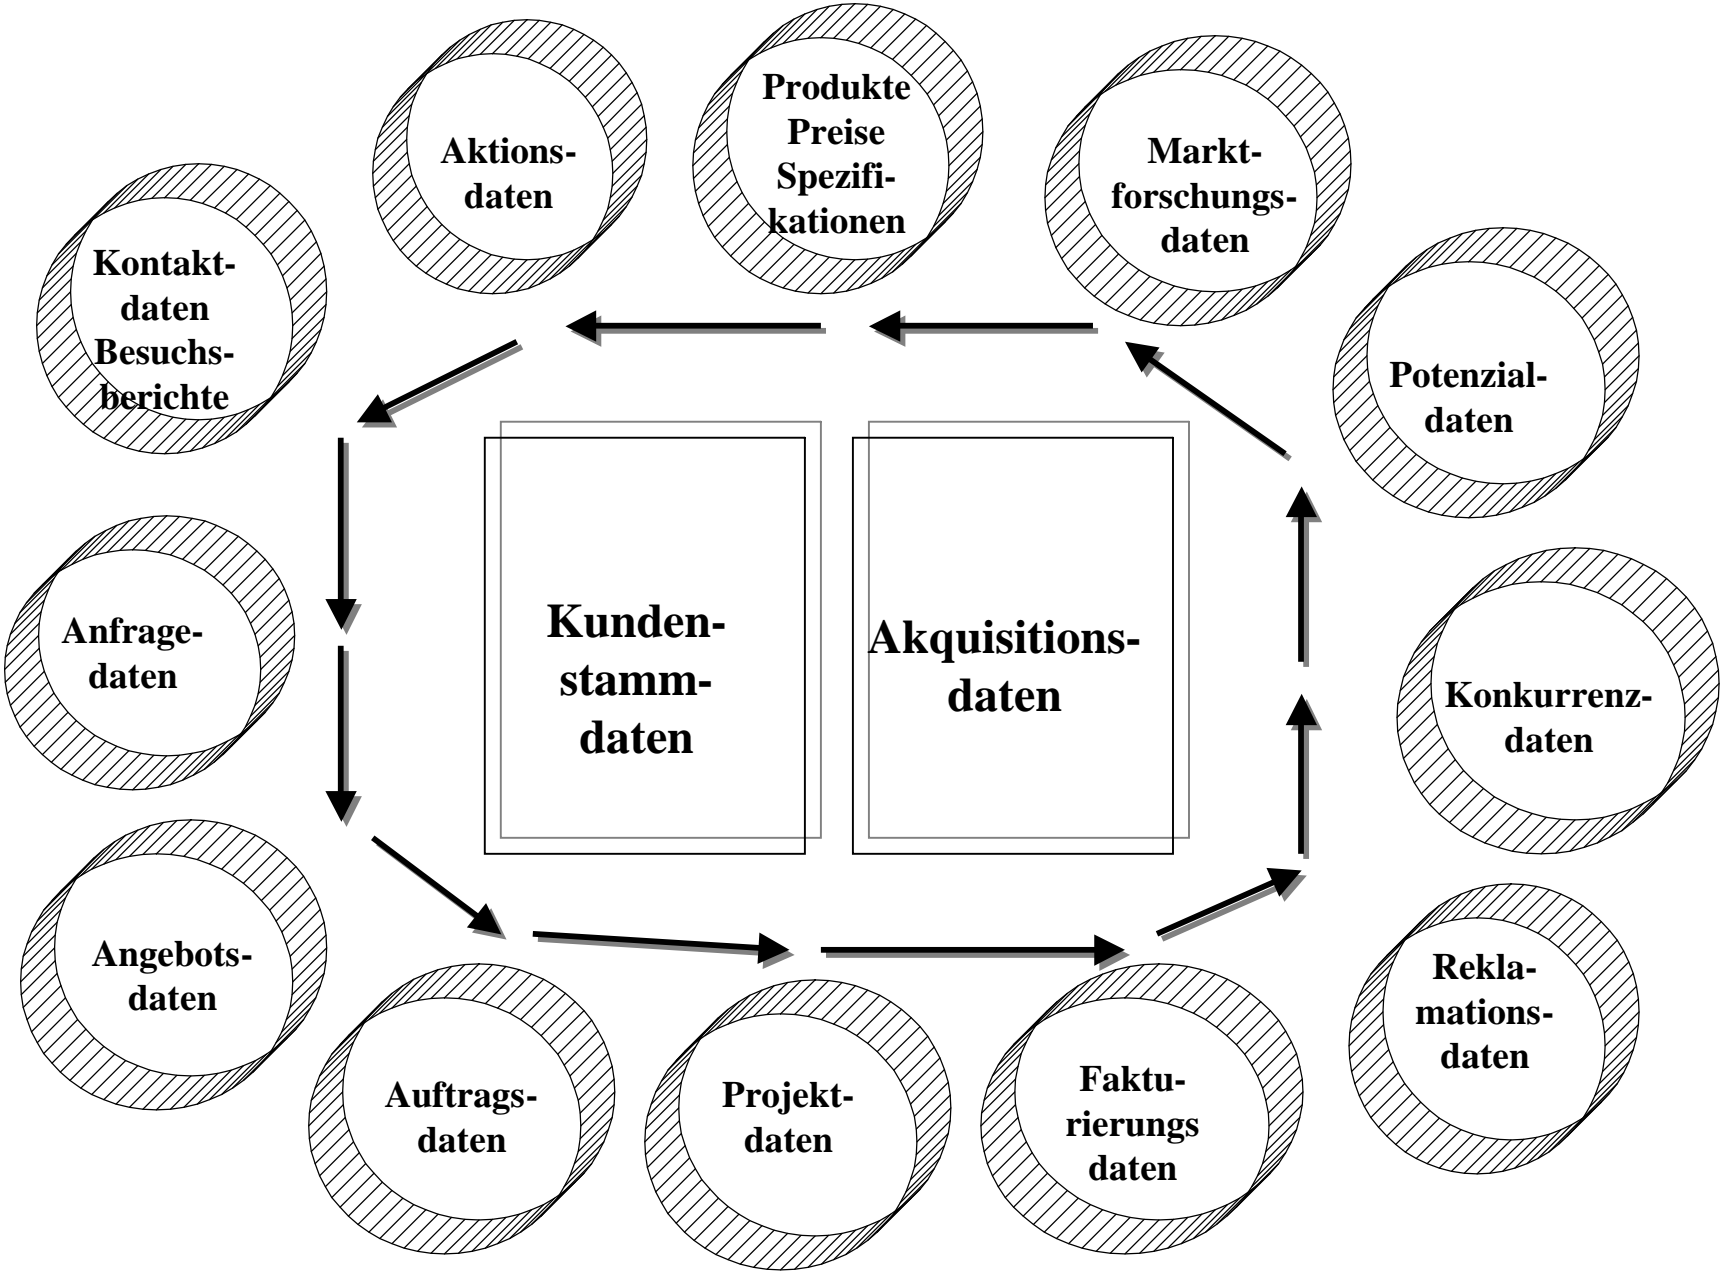 Produkte
Preise
Spezifi-
kationen
Aktions-
daten
Markt-
forschungs-
daten
Kontakt-
daten
Besuchs-
berichte
Potenzial-
daten
Kunden-
stamm-
daten
Akquisitions-
daten
Anfrage-
daten
Konkurrenz-
daten
Angebots-
daten
Rekla-
mations-
daten
Auftrags-
daten
Projekt-
daten
Faktu-
rierungs
daten